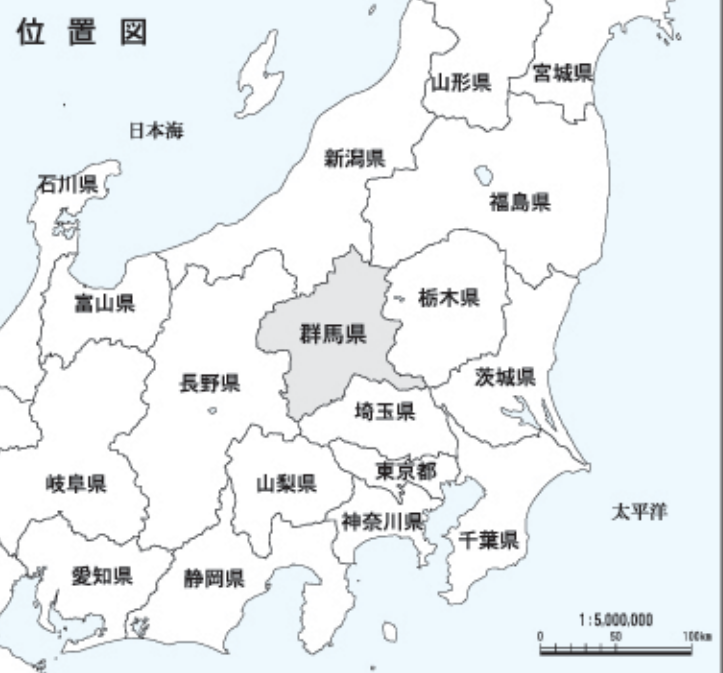 位置図
山形県
宮城県
日本海
新潟県
石川県
福島県
富山県
栃木県
群馬県
長野県
茨城県
埼玉県
東京都
岐阜県
山梨県
神奈川県
太平洋
千葉県
愛知県
静岡県
1:5,000,000
0 50 100km